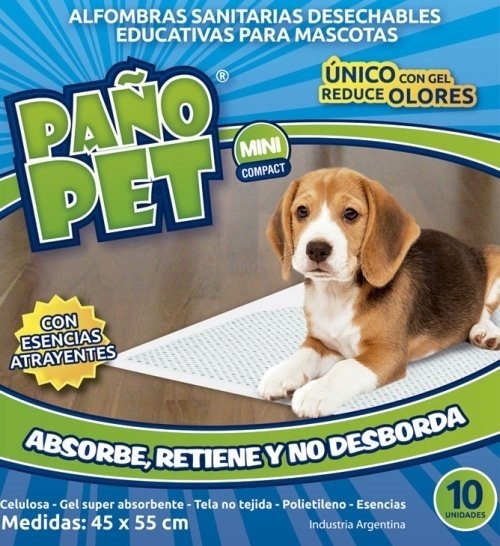 ALFOMBRAS SANITARIAS DESECHABLES
EDUCATIVAS PARA MASCOTAS
ÚNICO CON GEL
REDUCE OLORES
PAÑO
PET
®
MINI
COMPACT
CON
ESENCIAS
ATRAYENTES
ABSORBE, RETIENE Y NO DESBORDA
Celulosa - Gel super absorbente - Tela no tejida - Polietileno - Esencias
Medidas: 45 x 55 cm
Industria Argentina
10
UNIDADES